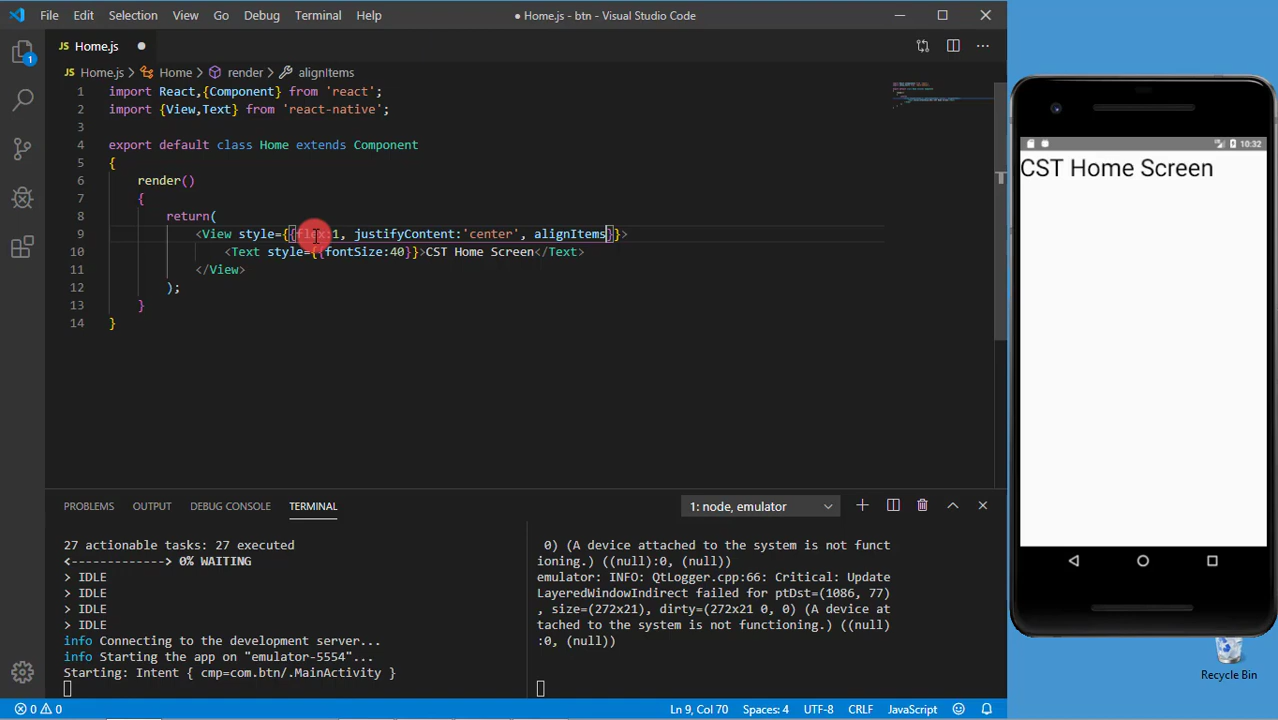 File Edit Selection View Go Debug Terminal Help ● Home.js - btn - Visual Studio Code
JS Home.js
JS Home.js > Home > render > alignItems
1 import React,{Component} from 'react';
2 import {View,Text} from 'react-native';
3
4 export default class Home extends Component
5 {
6 render()
7 {
8 return(
9 <View style={{flex:1, justifyContent:'center', alignItems}}>
10 <Text style={{fontSize:40}}>CST Home Screen</Text>
11 </View>
12 );
13 }
14 }
1
10:32
CST Home Screen
PROBLEMS OUTPUT DEBUG CONSOLE TERMINAL 1: node, emulator
27 actionable tasks: 27 executed
<-------------> 0% WAITING
> IDLE
> IDLE
> IDLE
> IDLE
info Connecting to the development server...
info Starting the app on "emulator-5554"...
Starting: Intent { cmp=com.btn/.MainActivity }
0) (A device attached to the system is not funct
ioning.) ((null):0, (null))
emulator: INFO: QtLogger.cpp:66: Critical: Update
LayeredWindowIndirect failed for ptDst=(1086, 77)
, size=(272x21), dirty=(272x21 0, 0) (A device at
tached to the system is not functioning.) ((null)
:0, (null))
Recycle Bin
0 0 Ln 9, Col 70 Spaces: 4 UTF-8 CRLF JavaScript